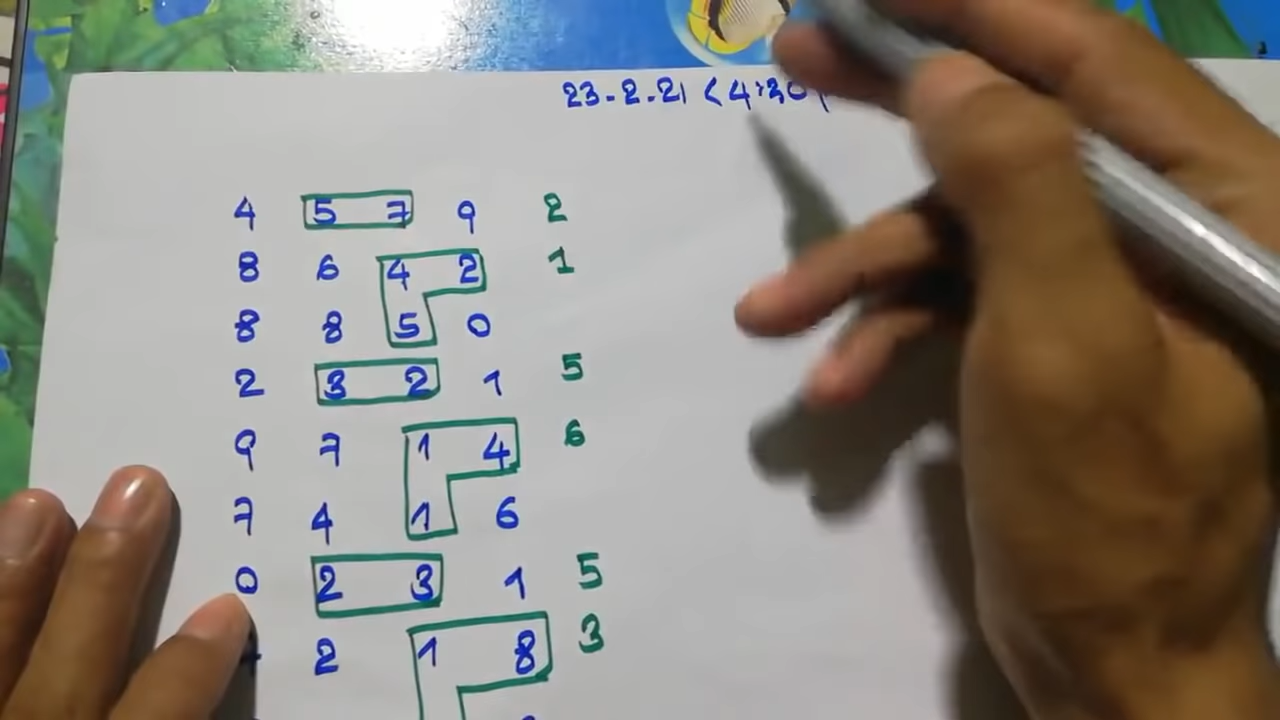 23-2-21 (4:30
4 5 7 9 2
8 6 4 2 1
8 8 5 0
2 3 2 1 5
9 7 1 4 6
7 4 1 6
0 2 3 1 5
2 1 8 3